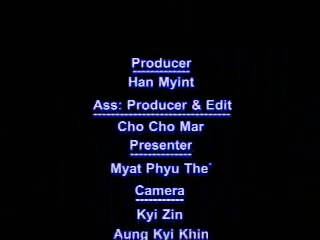 Producer
Han Myint
Ass: Producer & Edit
Cho Cho Mar
Presenter
Myat Phyu The'
Camera
Kyi Zin
Aung Kyi Khin